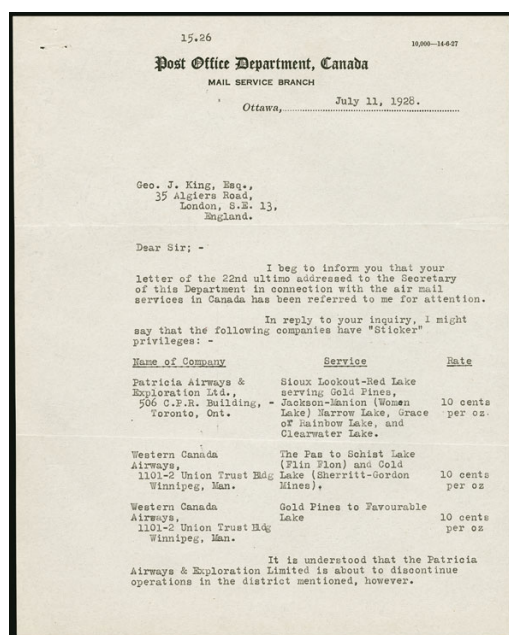 15.26
10,000—14-6-27
Post Office Department, Canada
MAIL SERVICE BRANCH
Ottawa, July 11, 1928.
Geo. J. King, Esq.,
35 Algiers Road,
London, S.E. 13,
England.
Dear Sir; -
I beg to inform you that your
letter of the 22nd ultimo addressed to the Secretary
of this Department in connection with the air mail
services in Canada has been referred to me for attention.
In reply to your inquiry, I might
say that the following companies have "Sticker"
privileges: -
Name of Company Service Rate
Patricia Airways & Sioux Lookout-Red Lake
Exploration Ltd., serving Gold Pines,
506 C.P.R. Building, - Jackson-Manion (Women 10 cents
Toronto, Ont. Lake) Narrow Lake, Grace per oz.
or Rainbow Lake, and
Clearwater Lake.
Western Canada The Pas to Schist Lake
Airways, (Flin Flon) and Cold
1101-2 Union Trust Bldg Lake (Sherritt-Gordon 10 cents
Winnipeg, Man. Mines). per oz
Western Canada Gold Pines to Favourable
Airways, Lake 10 cents
1101-2 Union Trust Bldg per oz
Winnipeg, Man.
It is understood that the Patricia
Airways & Exploration Limited is about to discontinue
operations in the district mentioned, however.